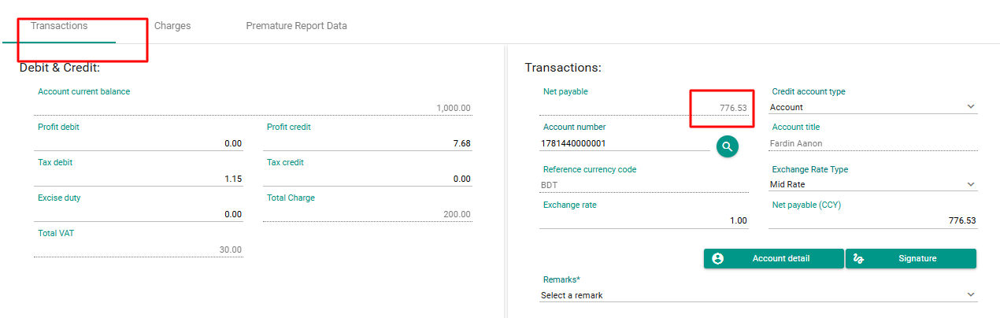 Transactions
Charges
Premature Report Data
Debit & Credit:
Account current balance
1,000.00
Profit debit
Profit credit
0.00
7.68
Tax debit
Tax credit
1.15
0.00
Excise duty
Total Charge
0.00
200.00
Total VAT
30.00
Transactions:
Net payable
Credit account type
776.53
Account
Account number
Account title
1781440000001
Fardin Aanon
Reference currency code
Exchange Rate Type
BDT
Mid Rate
Exchange rate
Net payable (CCY)
1.00
776.53
Account detail
Signature
Remarks*
Select a remark